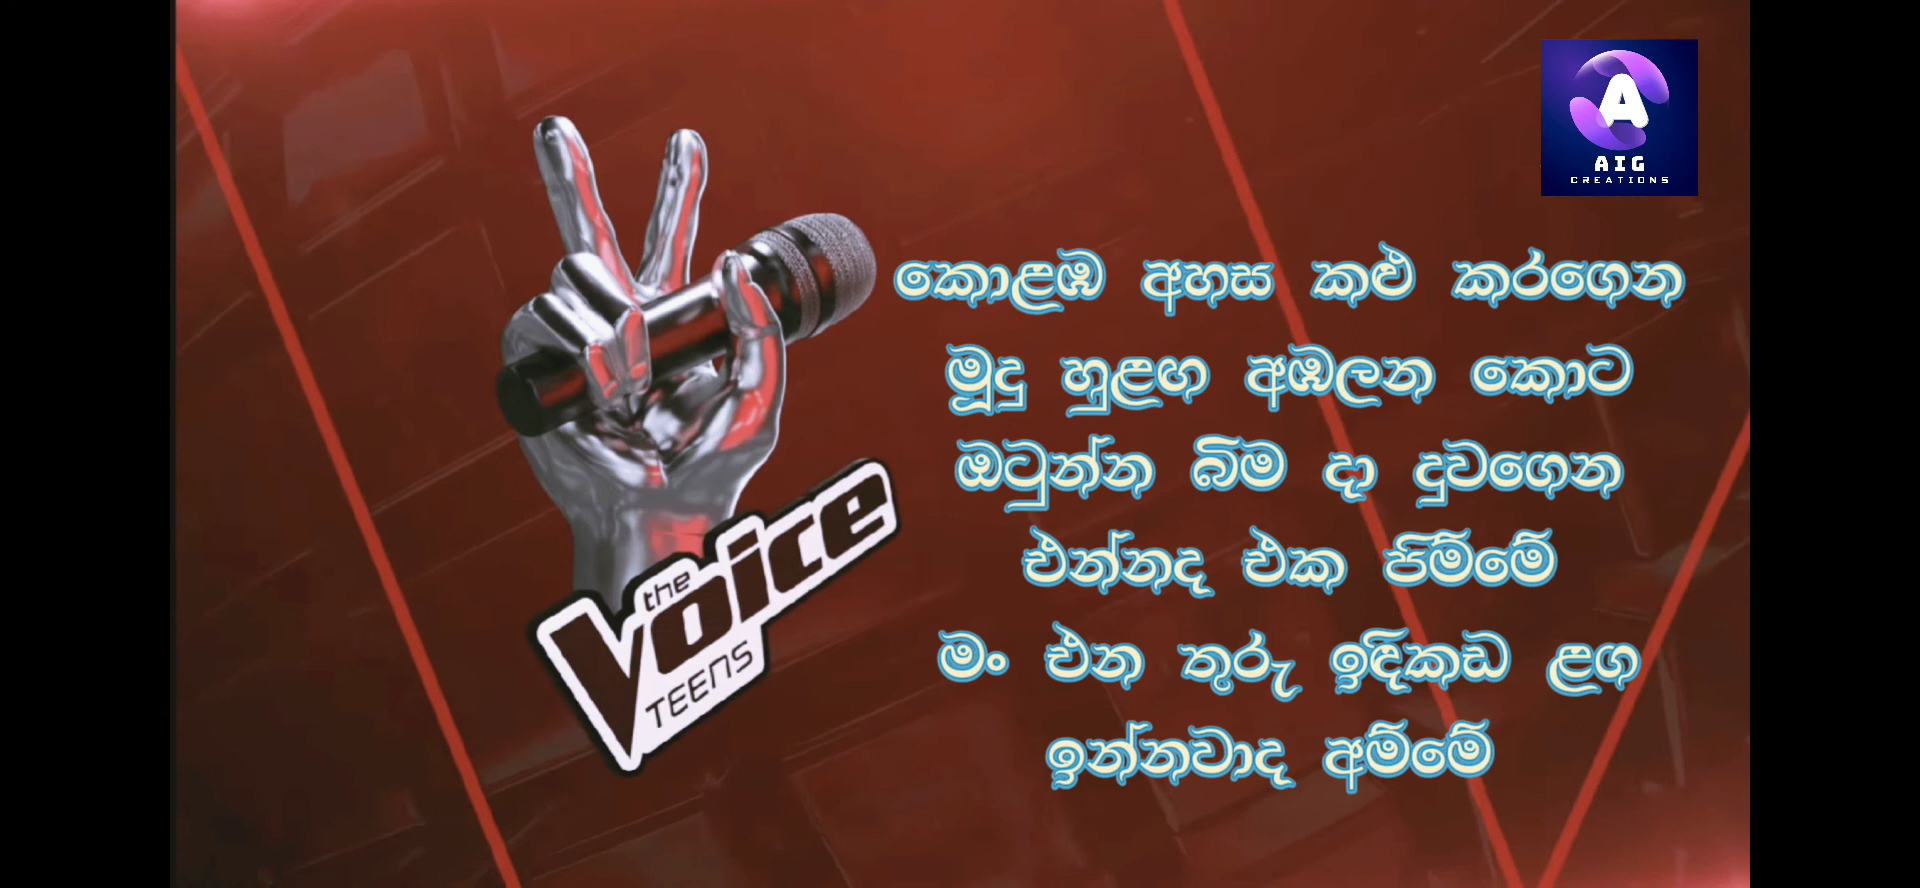 A
AIG
CREATIONS
කොළඹ අහස කළු කරගෙන
මූදු හුළඟ අඹලන කොට
ඔටුන්න බිම දා දුවගෙන
එන්නද එක පිම්මේ
මං එන තුරු ඉඳිකඩ ළඟ
ඉන්නවාද අම්මේ
the
Voice
TEENS